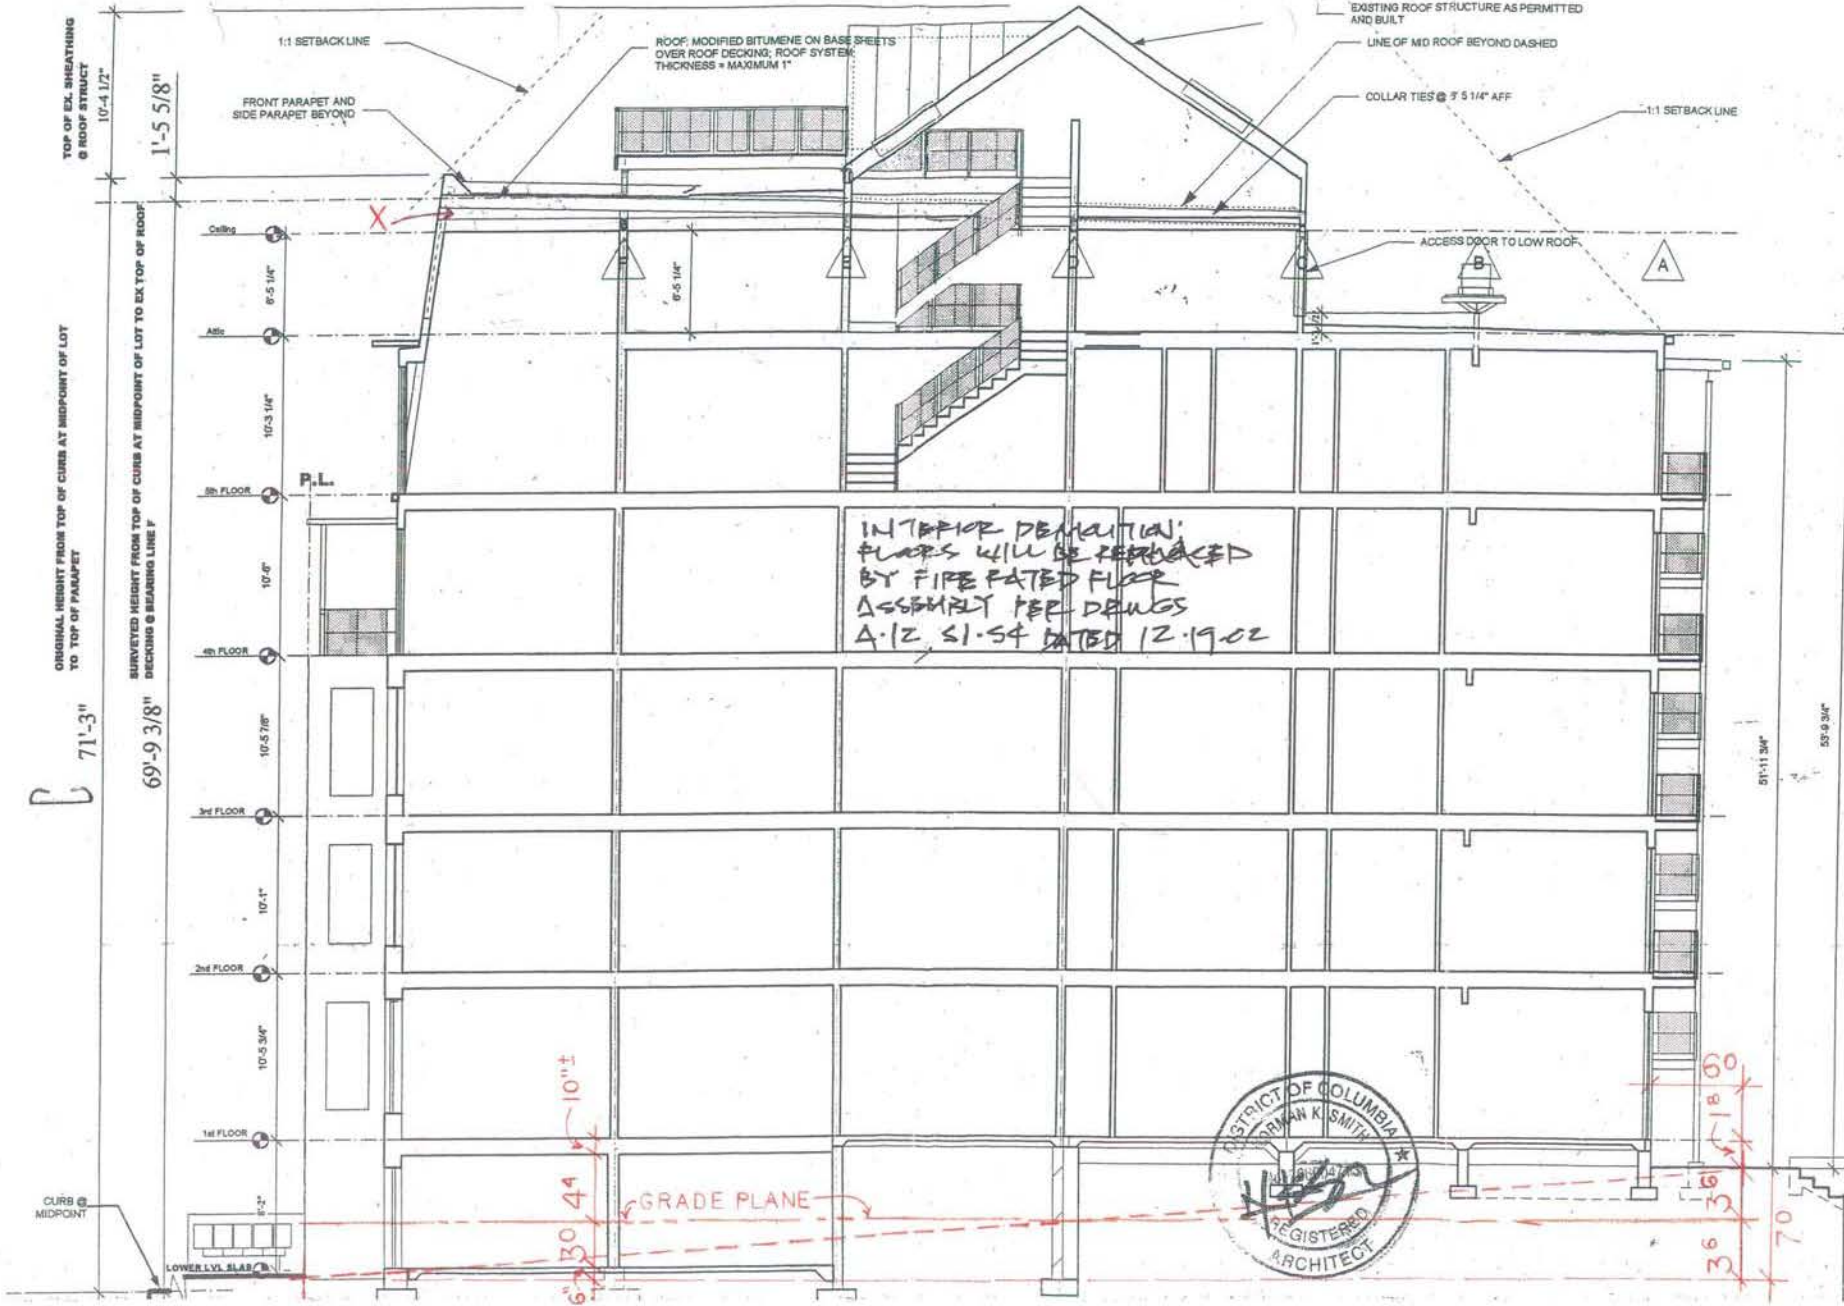 TOP OF EX. SHEATHING
@ ROOF STRUCT
10'-4 1/2"
1'-5 5/8"
1:1 SETBACK LINE
FRONT PARAPET AND
SIDE PARAPET BEYOND
ROOF: MODIFIED BITUMENE ON BASE SHEETS
OVER ROOF DECKING; ROOF SYSTEM
THICKNESS = MAXIMUM 1"
EXISTING ROOF STRUCTURE AS PERMITTED
AND BUILT
LINE OF MID ROOF BEYOND DASHED
COLLAR TIES @ 5 1/4" AFF
1:1 SETBACK LINE
ACCESS DOOR TO LOW ROOF
X
Ceiling
6'-5 1/4"
6'-5 1/4"
B
A
Attic
10'-3 1/4"
ORIGINAL HEIGHT FROM TOP OF CURB AT MIDPOINT OF LOT
TO TOP OF PARAPET
71'-3"
SURVEYED HEIGHT FROM TOP OF CURB AT MIDPOINT OF LOT TO EX TOP OF ROOF
DECKING @ BEARING LINE F
69'-9 3/8"
P.L.
5th FLOOR
10'-6"
INTERIOR DEMOLITION:
FLOORS WILL BE REPLACED
BY FIRE RATED FLOOR
ASSEMBLY PER DRWGS
A.12 S1-S4 DATED 12.19.02
4th FLOOR
10'-5 7/8"
3rd FLOOR
10'-1"
2nd FLOOR
10'-5 3/4"
1st FLOOR
8'-2"
51'-11 3/4"
53'-9 3/4"
10"±
44
30
6"
GRADE PLANE
60
18
36
36
70
DISTRICT OF COLUMBIA
NORMAN K. SMITH
REGISTERED
ARCHITECT
CURB @
MIDPOINT
LOWER LVL SLAB